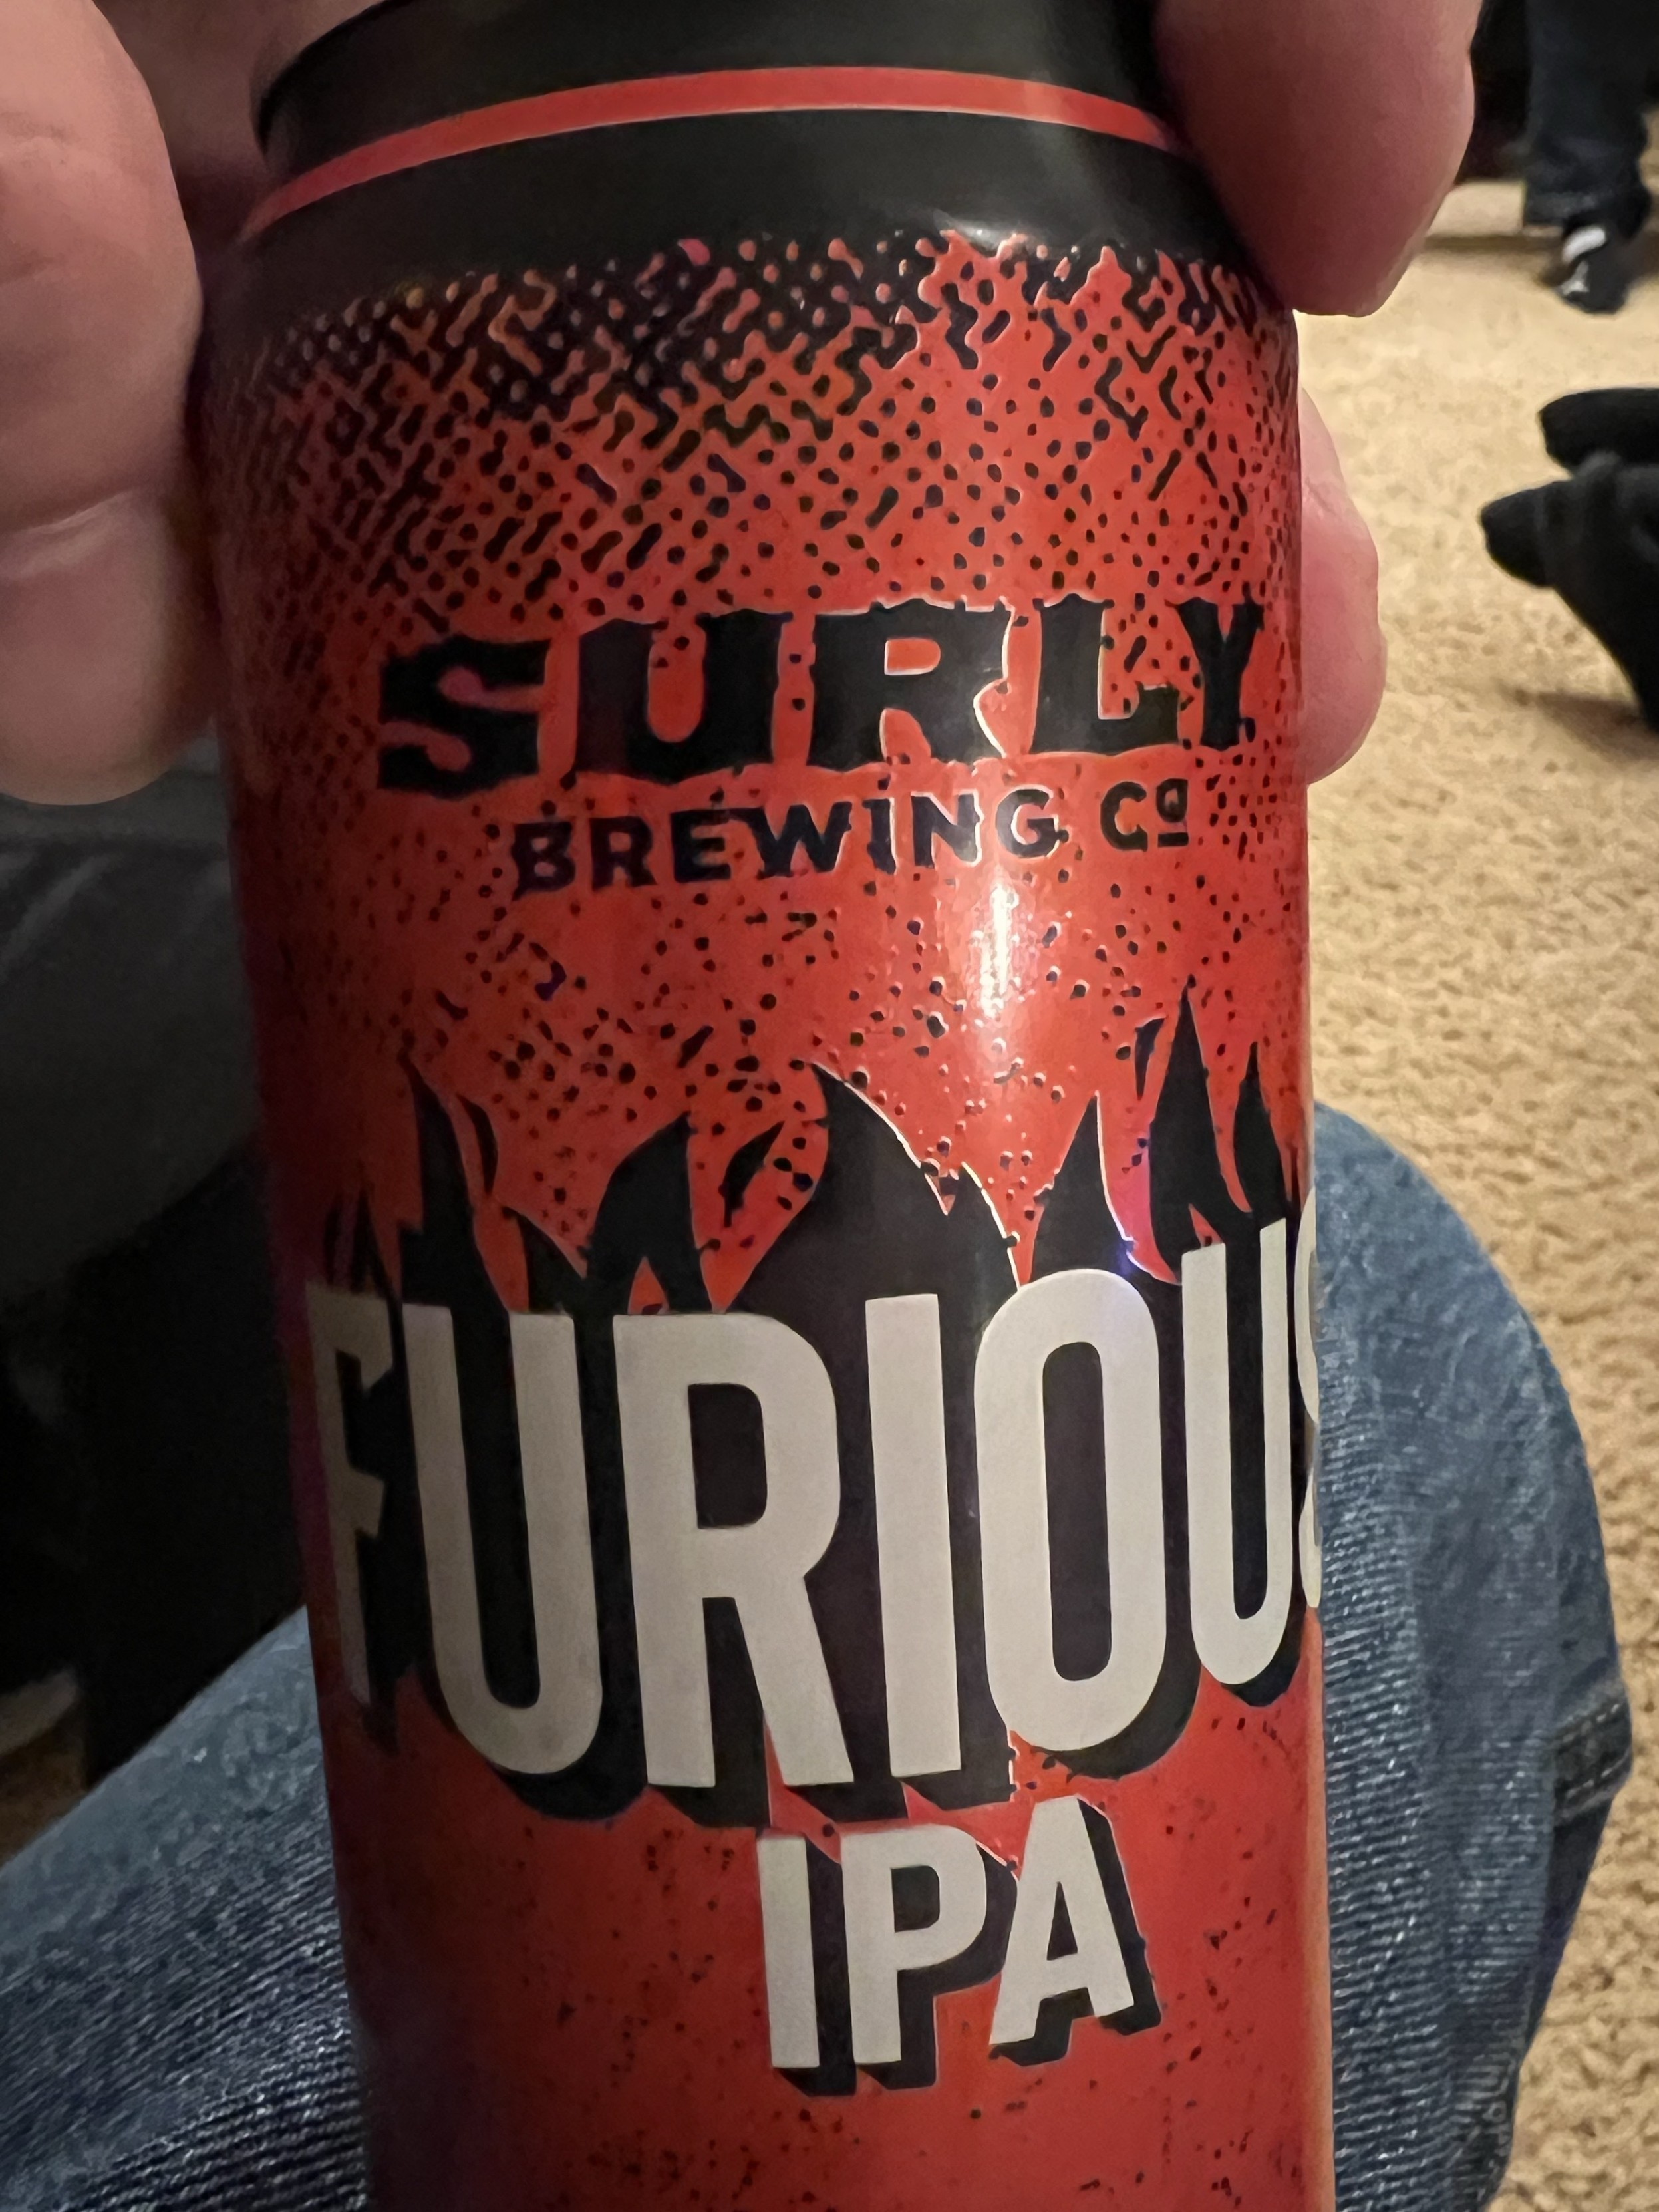 SURLY
BREWING Co
FURIOUS
IPA